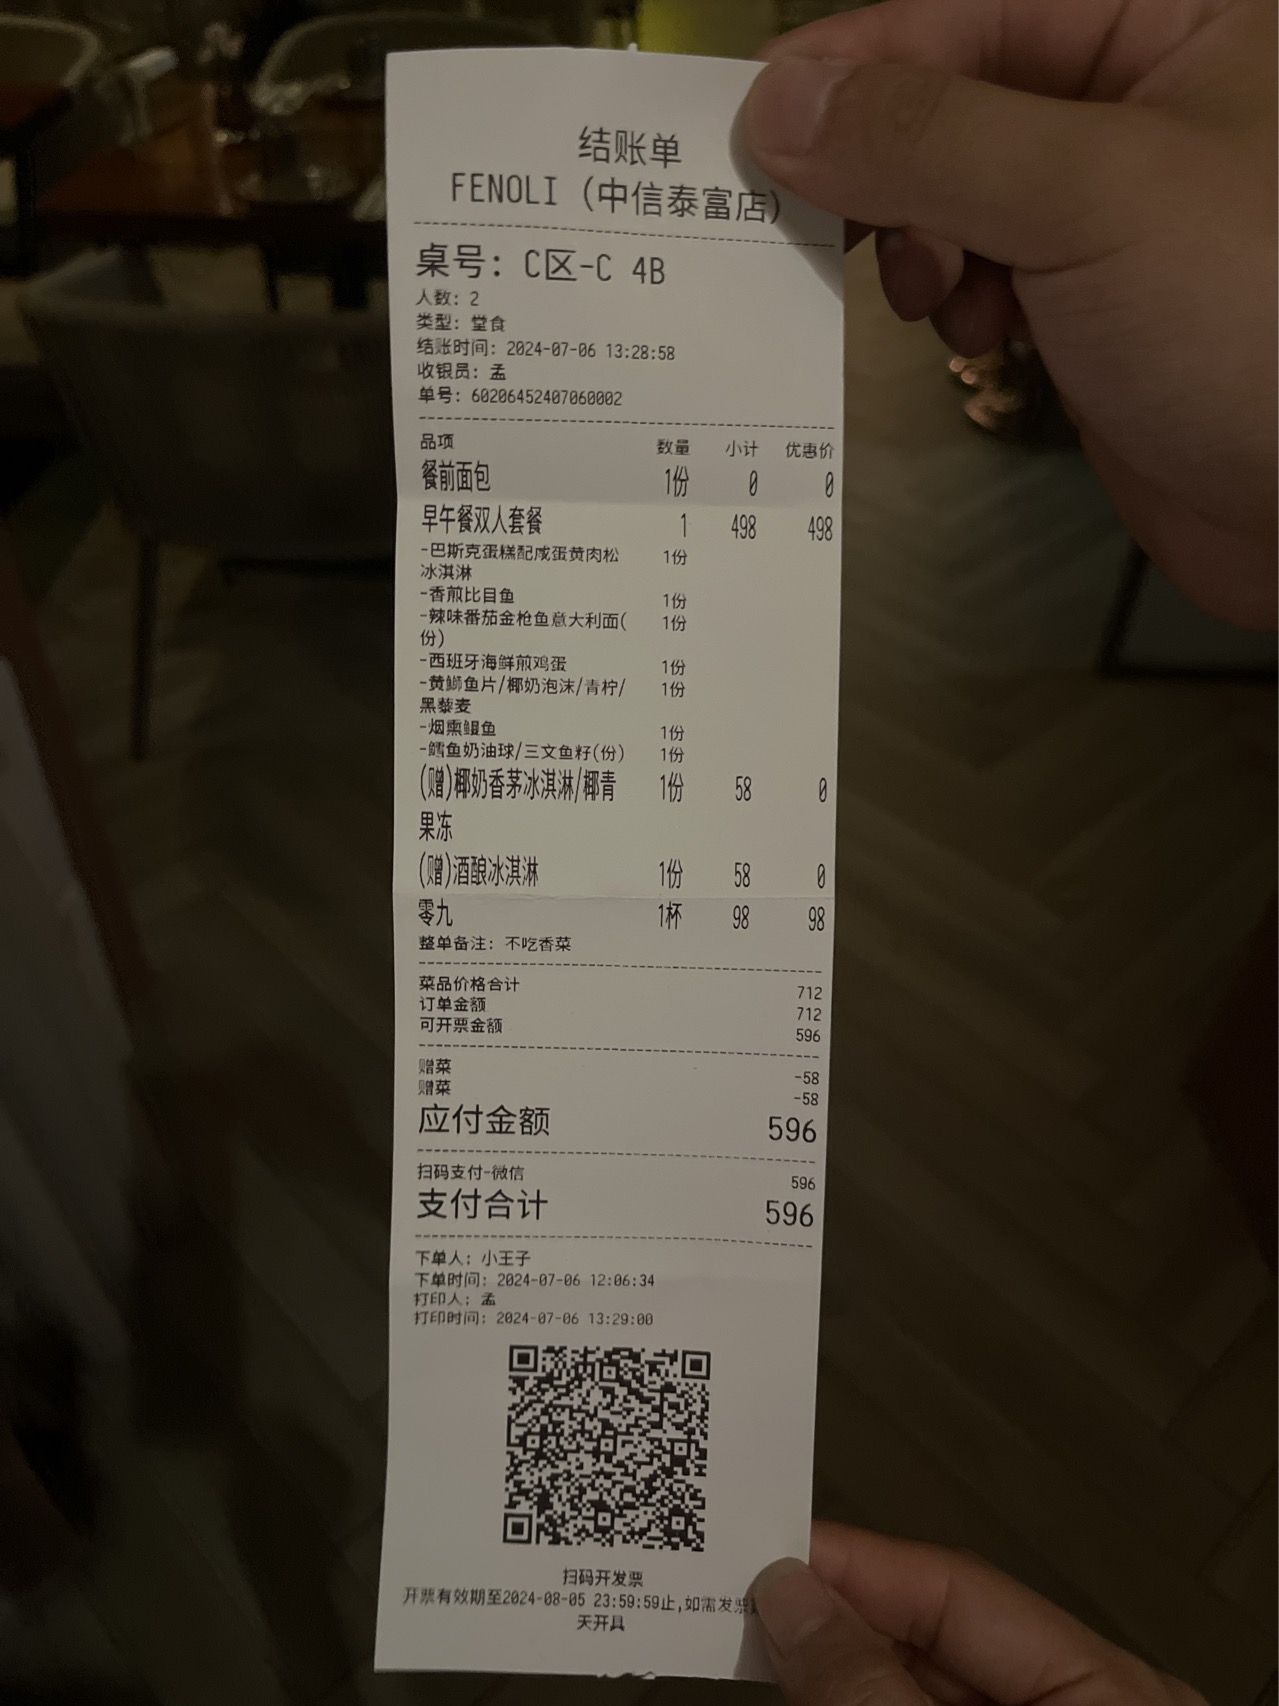 结账单
FENOLI (中信泰富店)
桌号: C区-C 4B
人数: 2
类型: 堂食
结账时间: 2024-07-06 13:28:58
收银员: 孟
单号: 60206452407060002
品项 数量 小计 优惠价
餐前面包 1份 0 0
早午餐双人套餐 1 498 498
-巴斯克蛋糕配咸蛋黄肉松 1份
冰淇淋
-香煎比目鱼 1份
-辣味番茄金枪鱼意大利面( 1份
份)
-西班牙海鲜煎鸡蛋 1份
-黄鰤鱼片/椰奶泡沫/青柠/ 1份
黑藜麦
-烟熏鳗鱼 1份
-鳕鱼奶油球/三文鱼籽(份) 1份
(赠)椰奶香茅冰淇淋/椰青 1份 58 0
果冻
(赠)酒酿冰淇淋 1份 58 0
零九 1杯 98 98
整单备注: 不吃香菜
菜品价格合计 712
订单金额 712
可开票金额 596
赠菜 -58
赠菜 -58
应付金额 596
扫码支付-微信 596
支付合计 596
下单人: 小王子
下单时间: 2024-07-06 12:06:34
打印人: 孟
打印时间: 2024-07-06 13:29:00
扫码开发票
开票有效期至2024-08-05 23:59:59止,如需发票
天开具